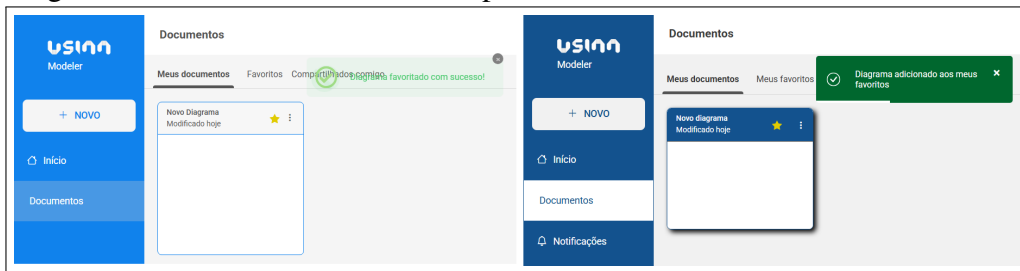 usinn
Modeler
+ NOVO
Início
Documentos
Documentos
Meus documentos Favoritos Compartilhados comigo
Diagrama favoritado com sucesso!
Novo Diagrama
Modificado hoje
usinn
Modeler
+ NOVO
Início
Documentos
Notificações
Documentos
Meus documentos Meus favoritos
Diagrama adicionado aos meus
favoritos
Novo diagrama
Modificado hoje